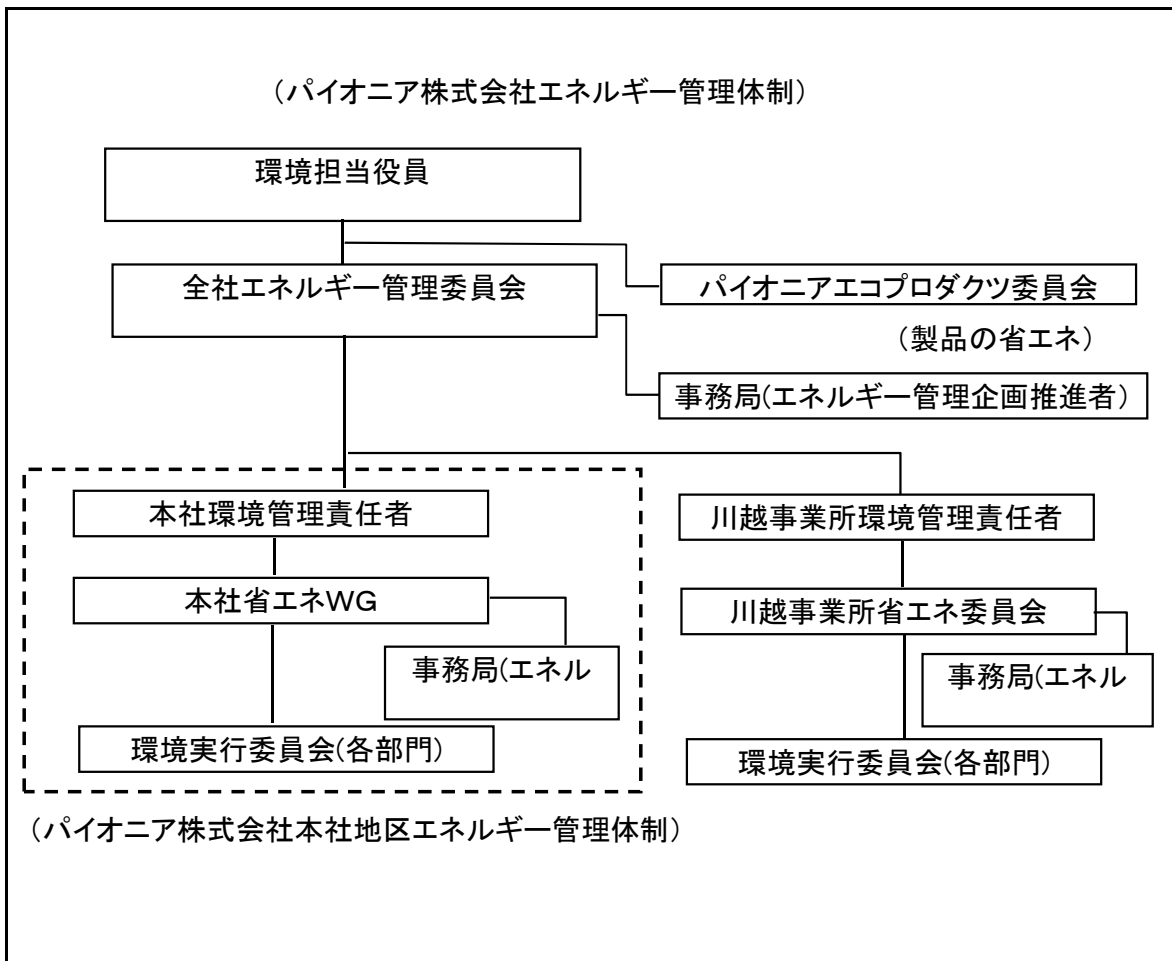 （パイオニア株式会社エネルギー管理体制）
環境担当役員
全社エネルギー管理委員会
パイオニアエコプロダクツ委員会
（製品の省エネ）
事務局(エネルギー管理企画推進者）
本社環境管理責任者
川越事業所環境管理責任者
本社省エネWG
川越事業所省エネ委員会
事務局(エネル
事務局(エネル
環境実行委員会(各部門）
環境実行委員会(各部門）
（パイオニア株式会社本社地区エネルギー管理体制）